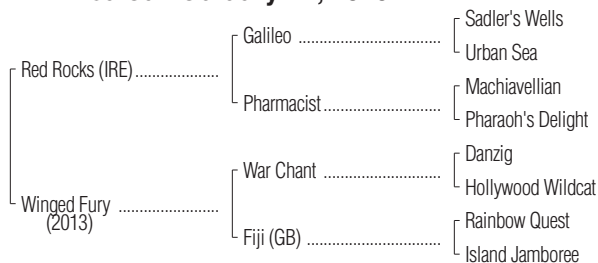 Sadler's Wells
Galileo ................................
Urban Sea
Red Rocks (IRE)...................
Machiavellian
Pharmacist..........................
Pharaoh's Delight
Danzig
War Chant ..........................
Hollywood Wildcat
Winged Fury ......................
(2013)
Rainbow Quest
Fiji (GB) ..............................
Island Jamboree